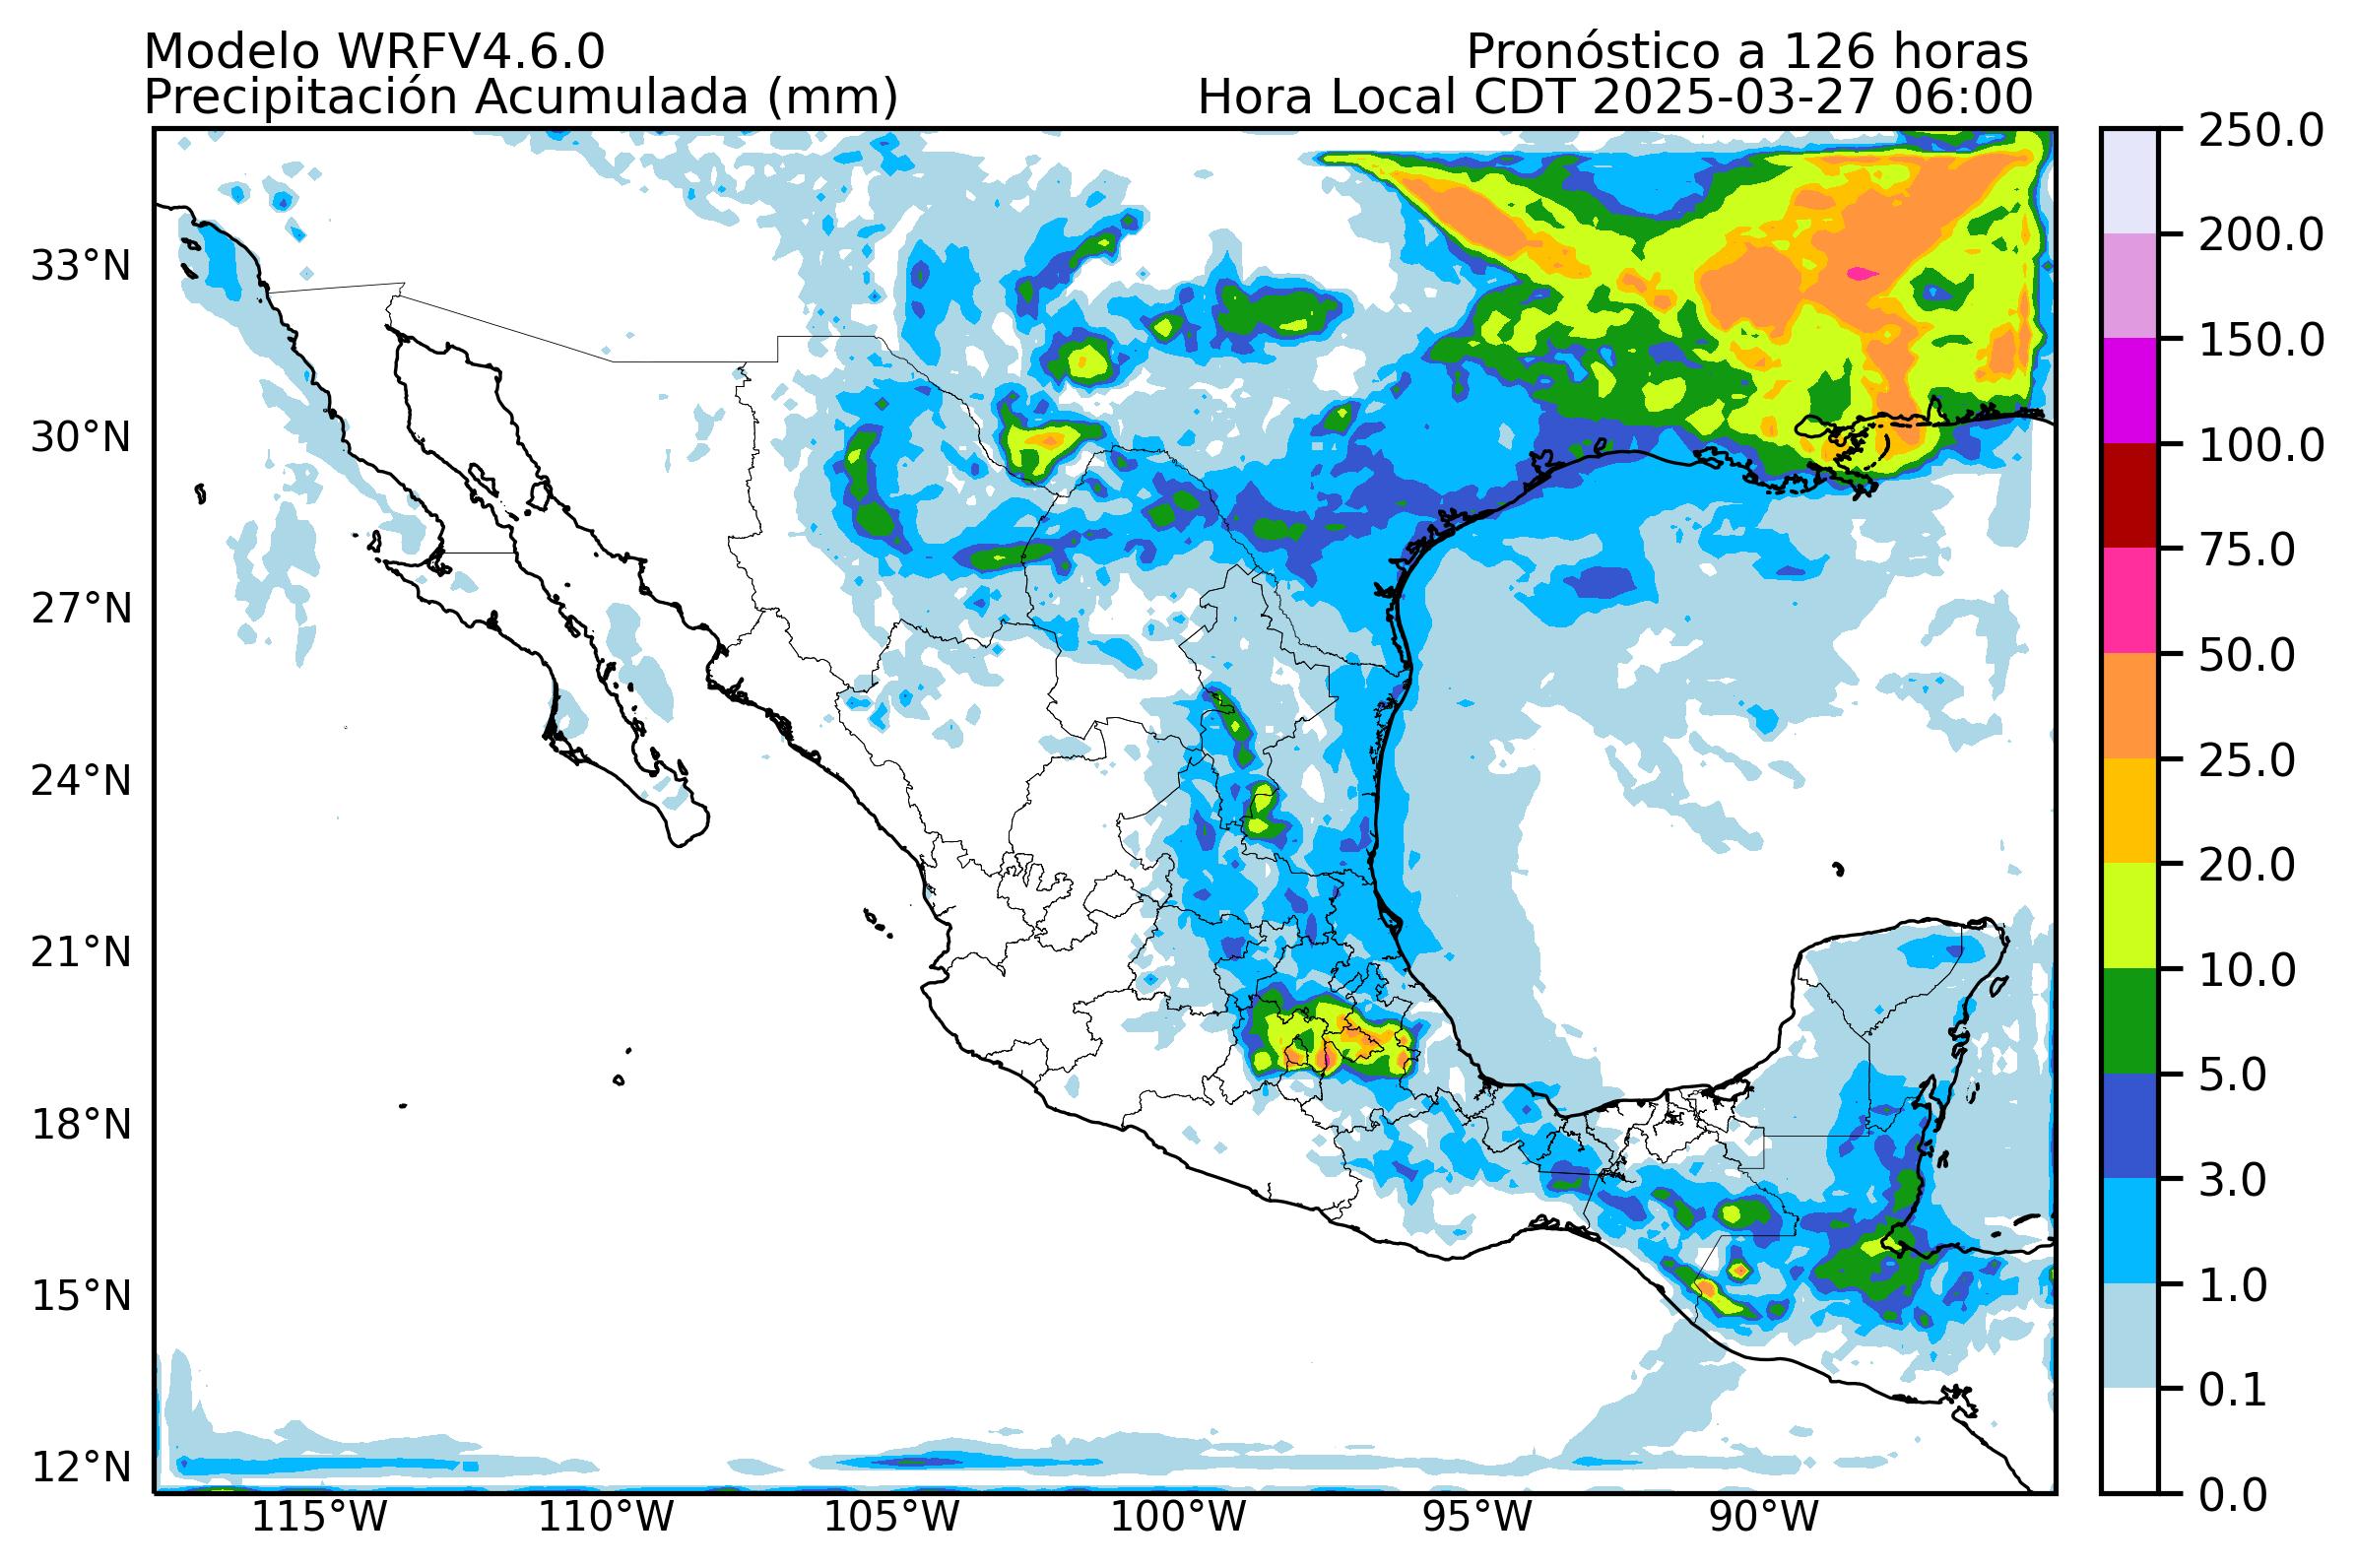 Modelo WRFV4.6.0
Pronóstico a 126 horas
Precipitación Acumulada (mm)
Hora Local CDT 2025-03-27 06:00
33°N
30°N
27°N
24°N
21°N
18°N
15°N
12°N
115°W
110°W
105°W
100°W
95°W
90°W
250.0
200.0
150.0
100.0
75.0
50.0
25.0
20.0
10.0
5.0
3.0
1.0
0.1
0.0